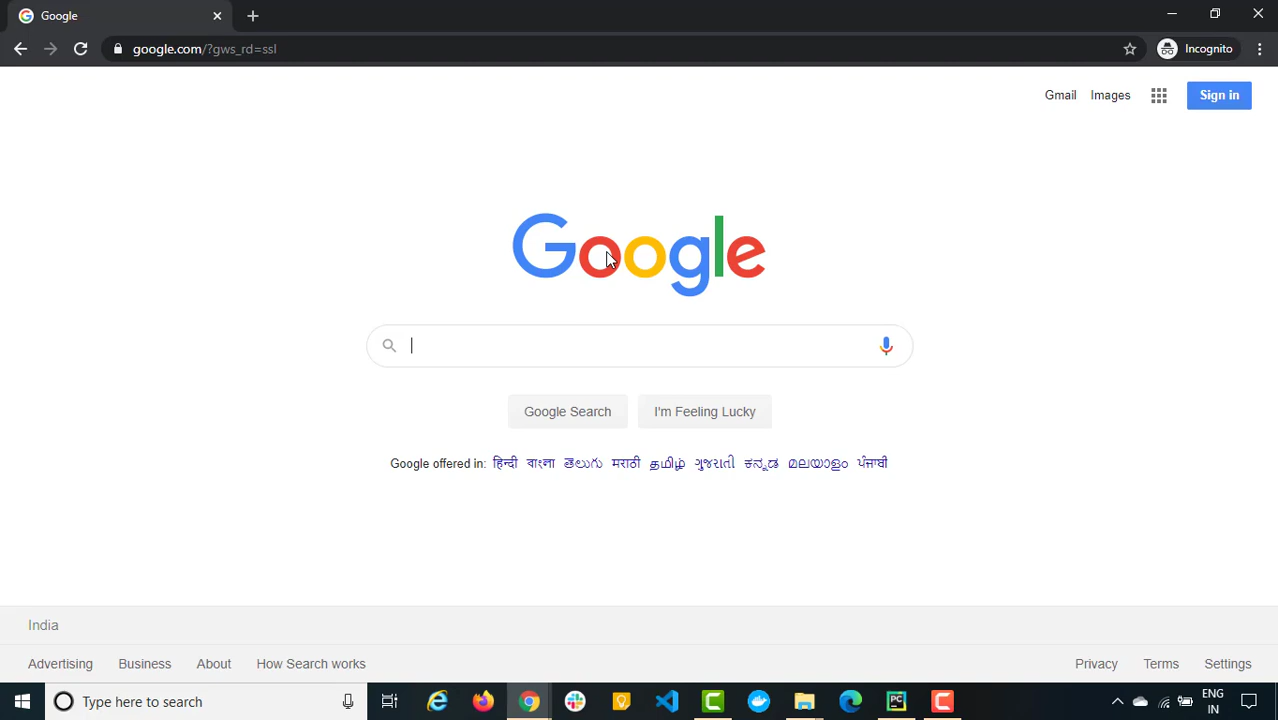 Google
google.com/?gws_rd=ssl
Incognito
Gmail Images Sign in
Google
Google Search I'm Feeling Lucky
Google offered in: हिन्दी বাংলা తెలుగు मराठी தமிழ் ગુજરાતી ಕನ್ನಡ മലയാളം ਪੰਜਾਬੀ
India
Advertising Business About How Search works Privacy Terms Settings
Type here to search PC C ENG
IN